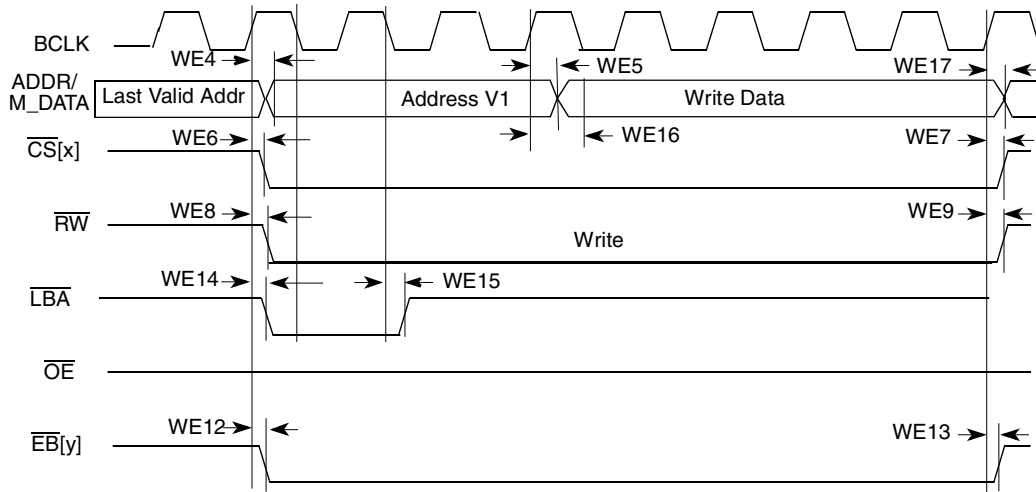 BCLK
WE4
WE5
WE17
ADDR/
M_DATA
Last Valid Addr
Address V1
Write Data
WE6
WE16
WE7
CS[x]
WE8
WE9
RW
Write
WE14
WE15
LBA
OE
WE12
WE13
EB[y]